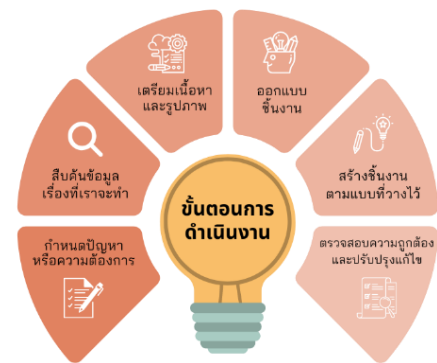 ขั้นตอนการ
ดำเนินงาน
กำหนดปัญหา
หรือความต้องการ
สืบค้นข้อมูล
เรื่องที่เราจะทำ
เตรียมเนื้อหา
และรูปภาพ
ออกแบบ
ชิ้นงาน
สร้างชิ้นงาน
ตามแบบที่วางไว้
ตรวจสอบความถูกต้อง
และปรับปรุงแก้ไข